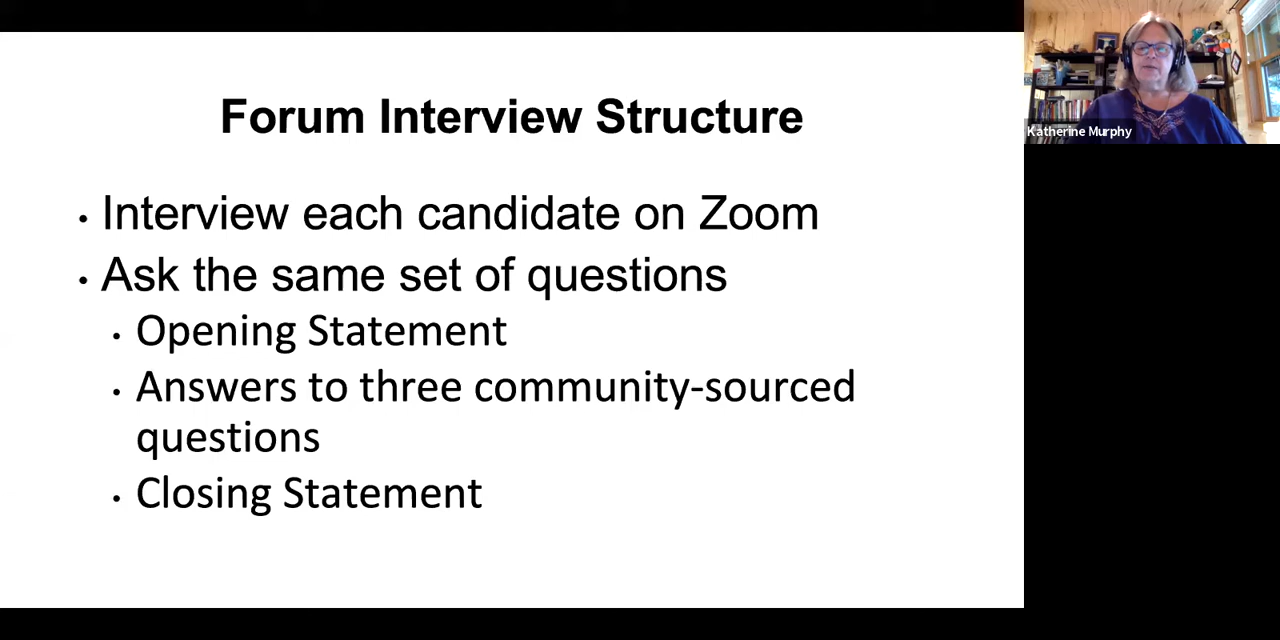 Forum Interview Structure
Katherine Murphy
• Interview each candidate on Zoom
• Ask the same set of questions
• Opening Statement
• Answers to three community-sourced
questions
• Closing Statement